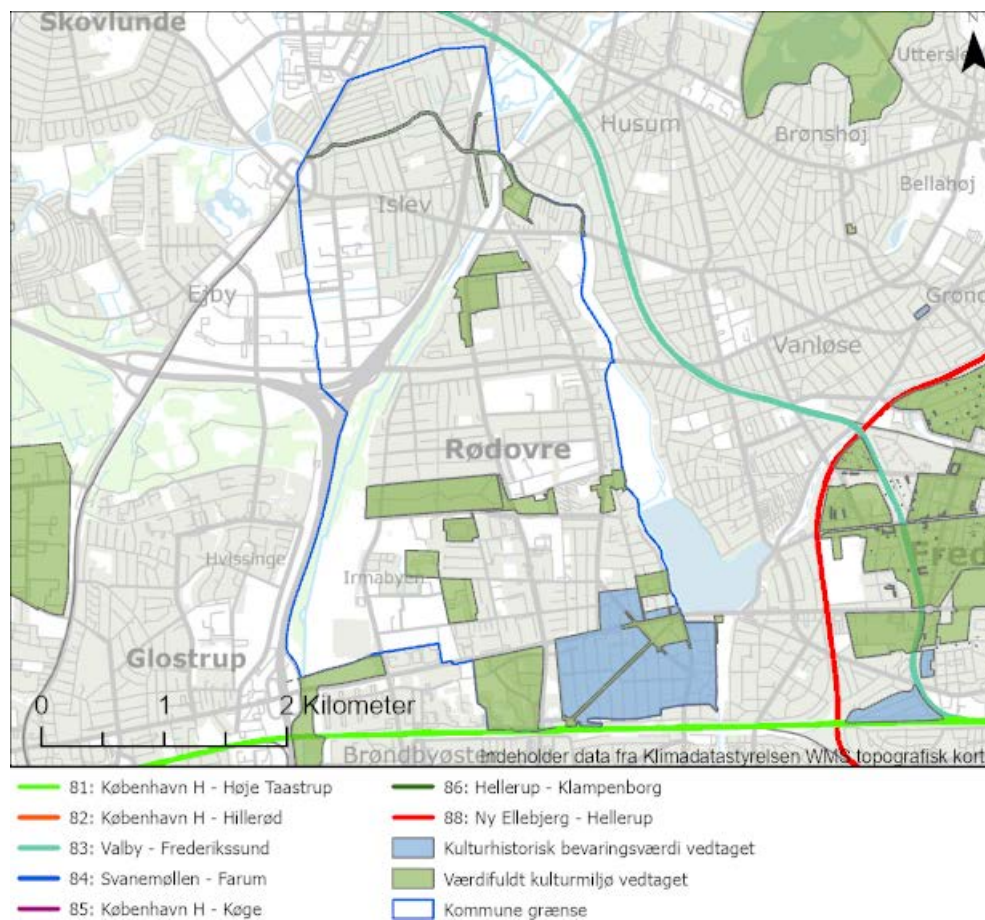 Skovlunde
N
Utterslev
Husum
Brønshøj
Bellahøj
Islev
Ejby
Grønd
Vanløse
Rødovre
Fred
Hvissinge
Irmabyen
Glostrup
0 1 2 Kilometer
Brøndbyøster
Indeholder data fra Klimadatastyrelsen WMS topografisk kort
81: København H - Høje Taastrup
82: København H - Hillerød
83: Valby - Frederikssund
84: Svanemøllen - Farum
85: København H - Køge
86: Hellerup - Klampenborg
88: Ny Ellebjerg - Hellerup
Kulturhistorisk bevaringsværdi vedtaget
Værdifuldt kulturmiljø vedtaget
Kommune grænse